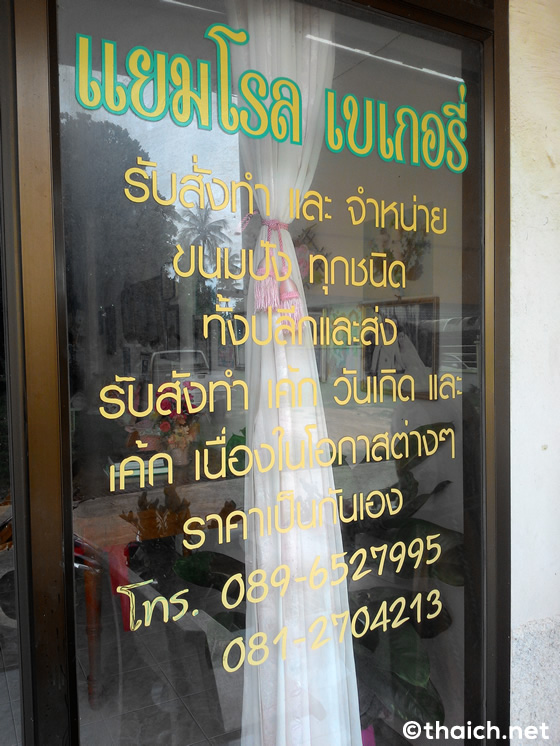 แยมโรล เบเกอรี่
รับสั่งทำ และ จำหน่าย
ขนมปัง ทุกชนิด
ทั้งปลีกและส่ง
รับสั่งทำ เค้ก วันเกิด และ
เค้ก เนื่องในโอกาสต่างๆ
ราคาเป็นกันเอง
โทร. 089-6527995
081-2704213
©thaich.net